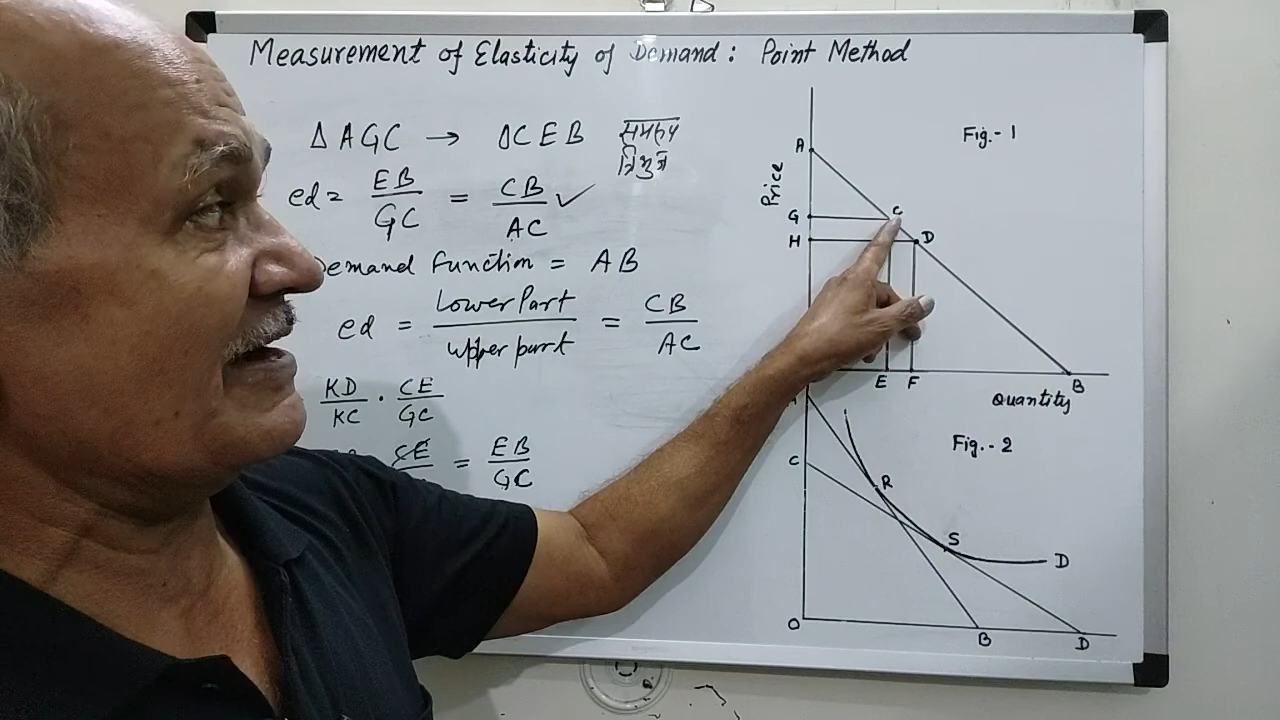 Measurement of Elasticity of Demand : Point Method
Δ AGC → Δ CEB समरूप
त्रिभुज
ed = EB / GC = CB / AC ✓
Demand Function = AB
ed = Lower Part / Upper part = CB / AC
KD / KC . CE / GC
CE = EB / GC
Fig.-1
Price
A
G
H
C
D
E F B
Quantity
Fig.-2
A
C
R
S
D
O B D